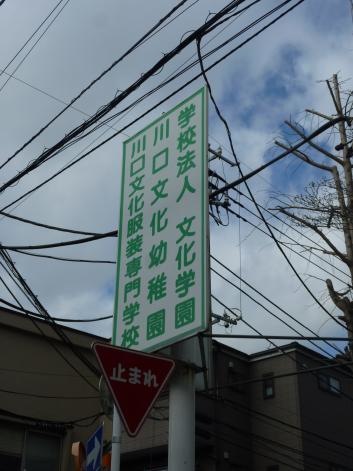 学校法人 文化学園
川口文化幼稚園
川口文化服装専門学校
止まれ